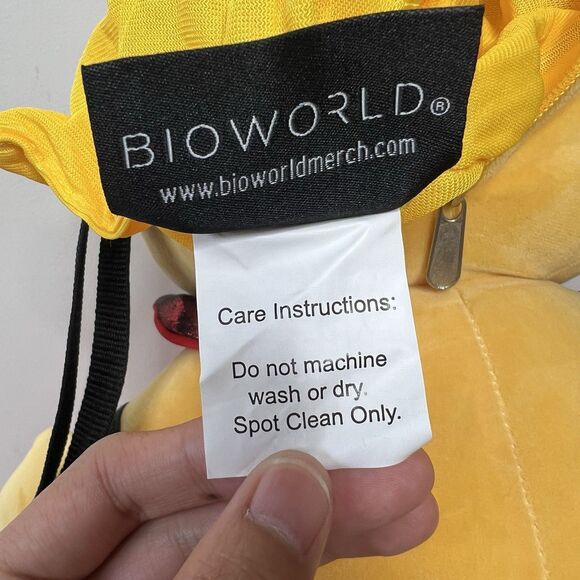 BIOWORLD®
www.bioworldmerch.com
Care Instructions:
Do not machine
wash or dry.
Spot Clean Only.